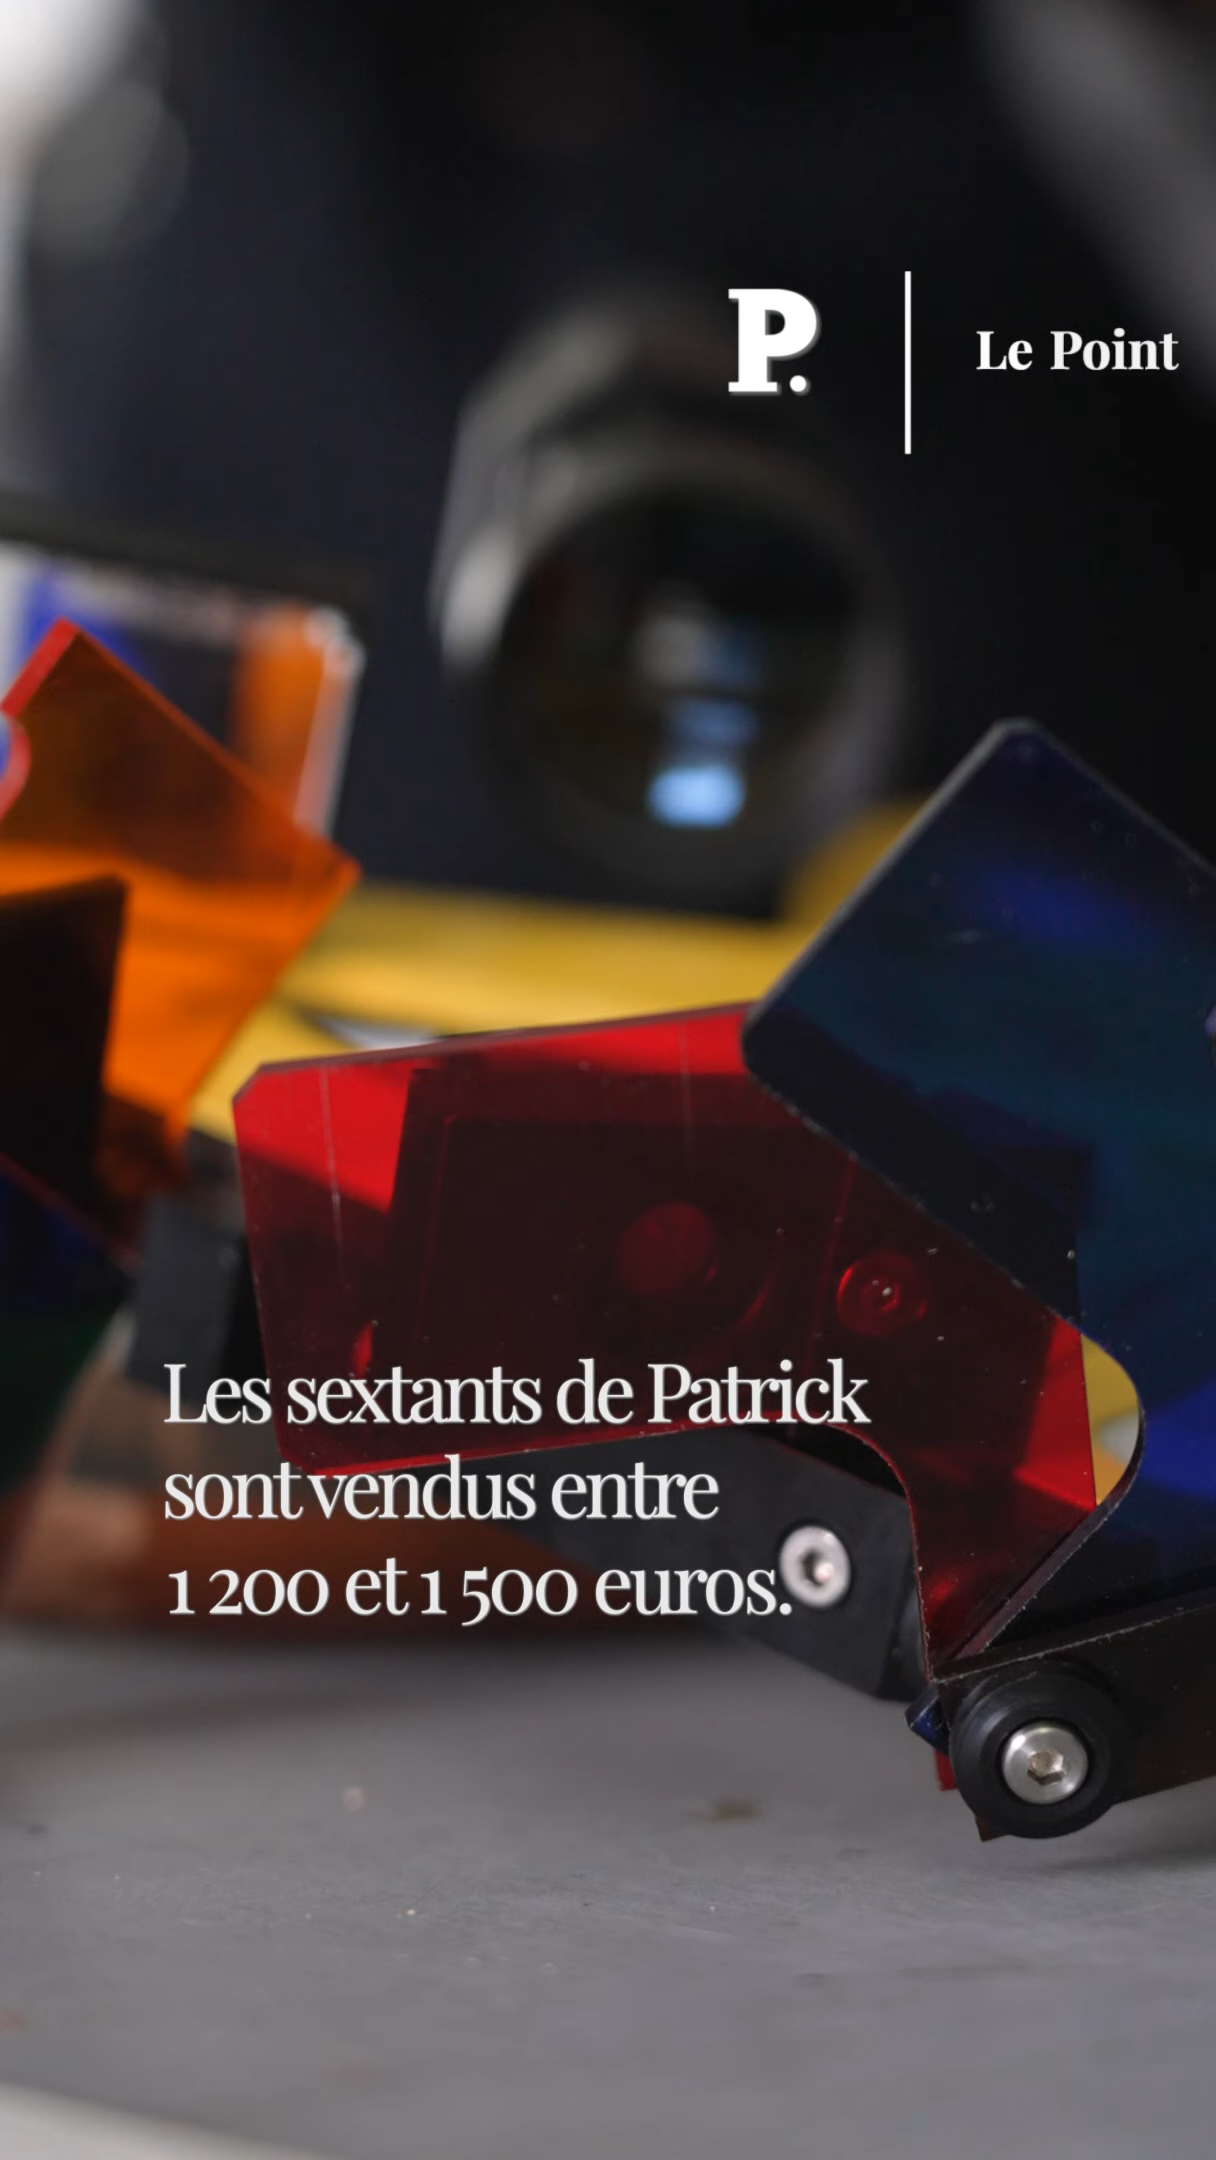 P.
Le Point
Les sextants de Patrick
sont vendus entre
1 200 et 1 500 euros.